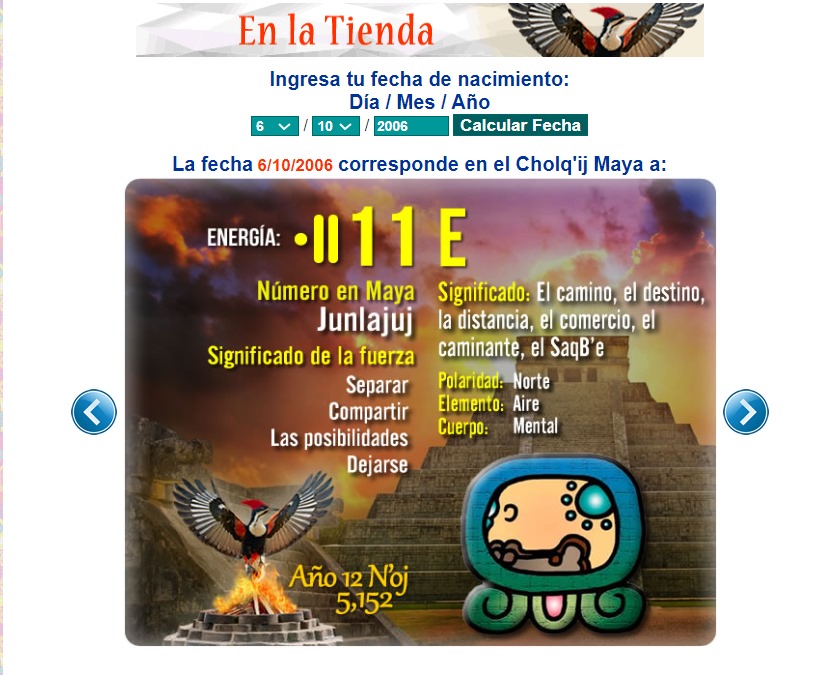 En la Tienda
Ingresa tu fecha de nacimiento:
Día / Mes / Año
6 / 10 / 2006 Calcular Fecha
La fecha 6/10/2006 corresponde en el Cholq'ij Maya a:
ENERGÍA: 11 E
Número en Maya
Junlajuj
Significado de la fuerza
Separar
Compartir
Las posibilidades
Dejarse
Significado: El camino, el destino,
la distancia, el comercio, el
caminante, el SaqB'e
Polaridad: Norte
Elemento: Aire
Cuerpo: Mental
Año 12 N'oj
5,152